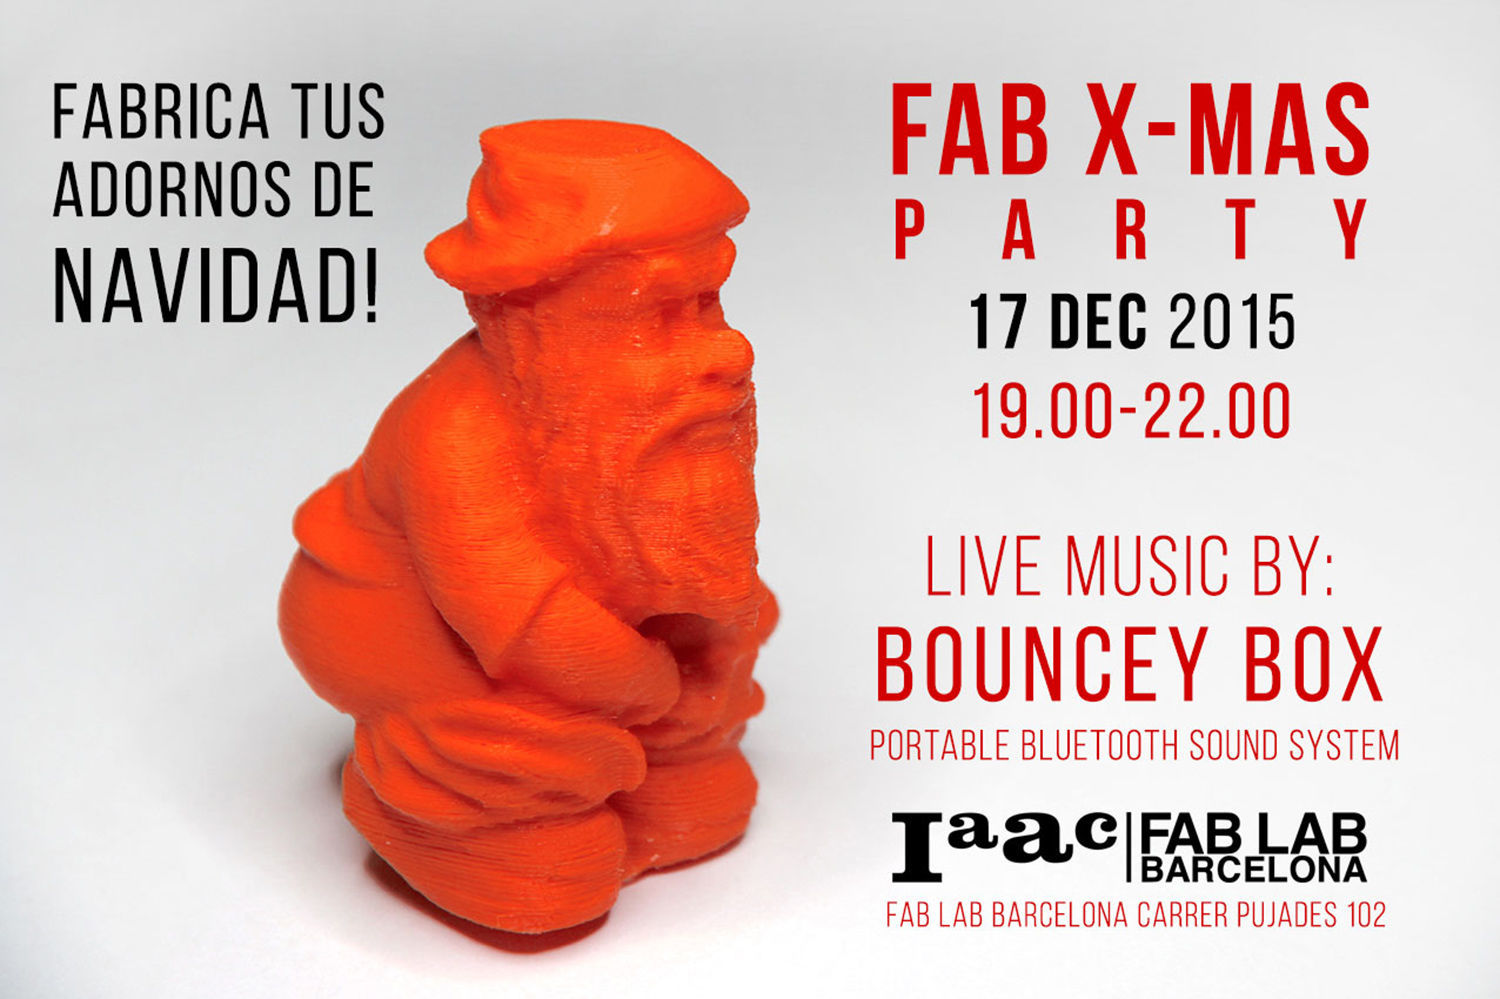 FABRICA TUS
ADORNOS DE
NAVIDAD!
FAB X-MAS
PARTY
17 DEC 2015
19.00-22.00
LIVE MUSIC BY:
BOUNCEY BOX
PORTABLE BLUETOOTH SOUND SYSTEM
Iaac | FAB LAB
BARCELONA
FAB LAB BARCELONA CARRER PUJADES 102